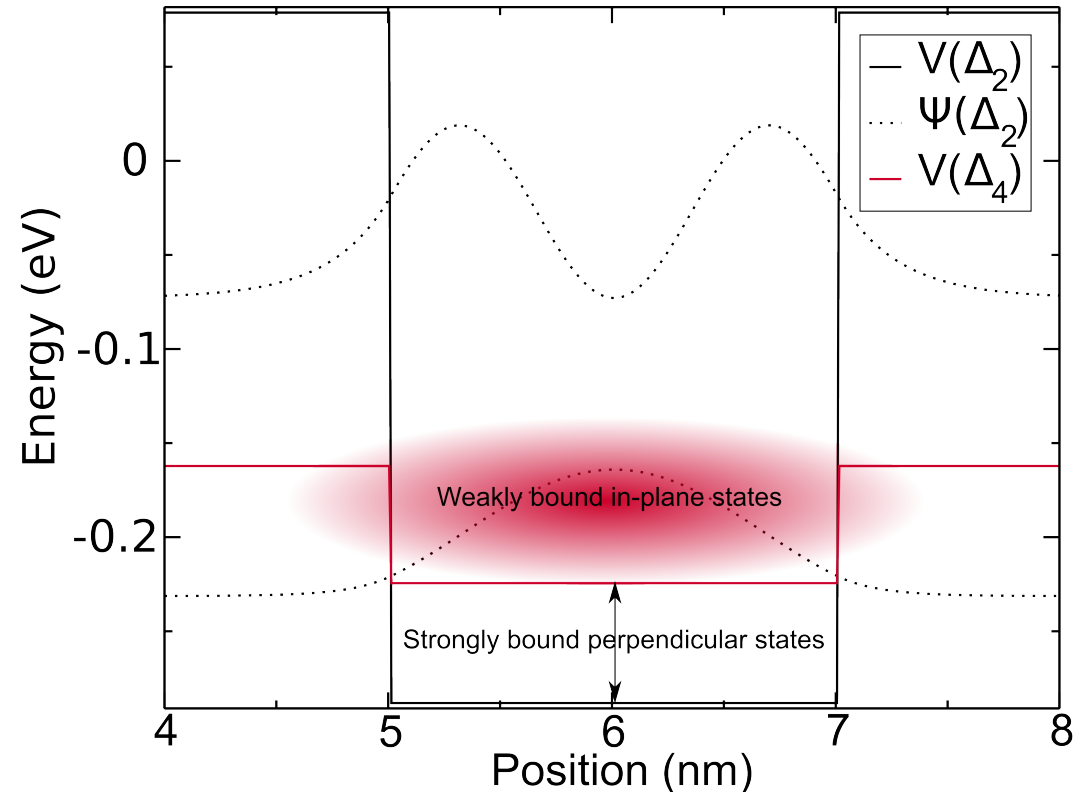 V(Δ2)
Ψ(Δ2)
V(Δ4)
0
-0.1
-0.2
Energy (eV)
Weakly bound in-plane states
Strongly bound perpendicular states
4 5 6 7 8
Position (nm)